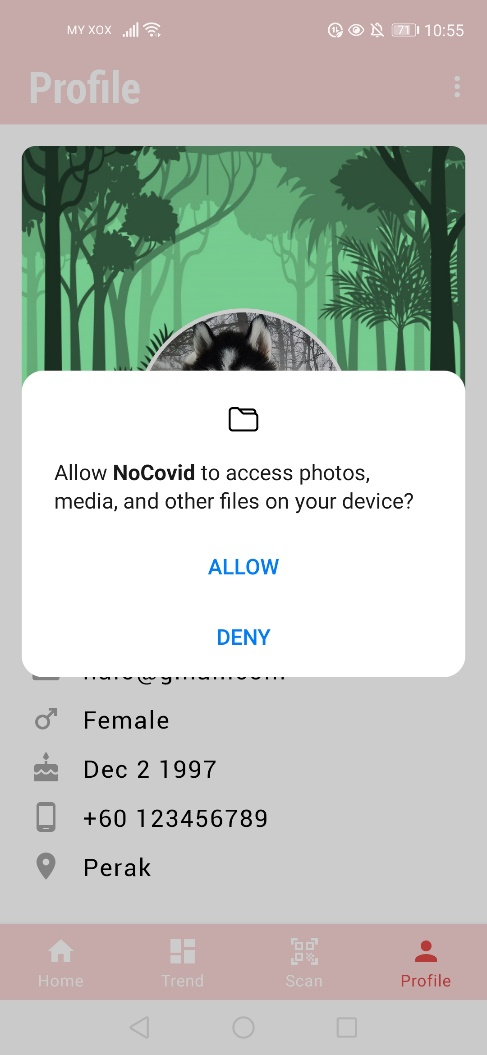 MY XOX
71 10:55
Profile
Allow NoCovid to access photos,
media, and other files on your device?
ALLOW
DENY
Female
Dec 2 1997
+60 123456789
Perak
Home
Trend
Scan
Profile